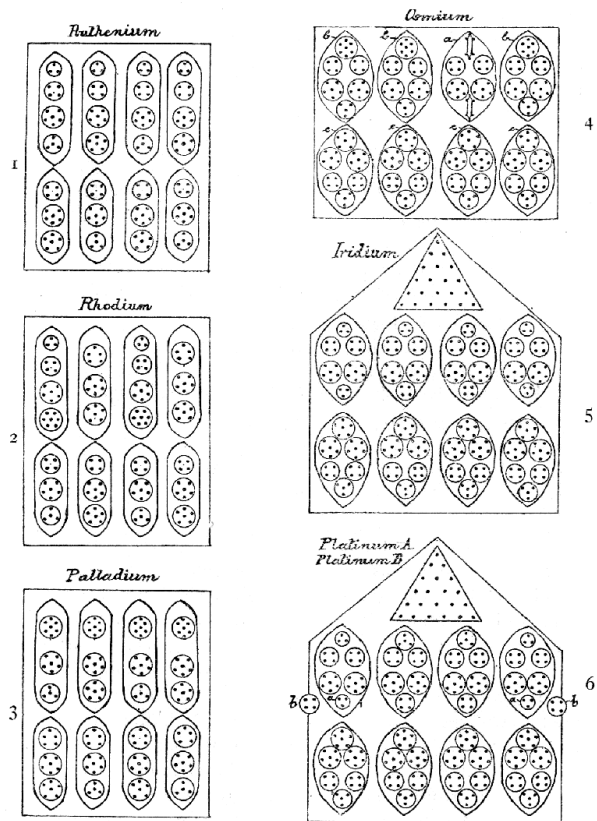 Ruthenium
1
Rhodium
2
Palladium
3
Osmium
b b a b
c c c c
4
Iridium
5
Platinum A
Platinum B
a a
b b
6